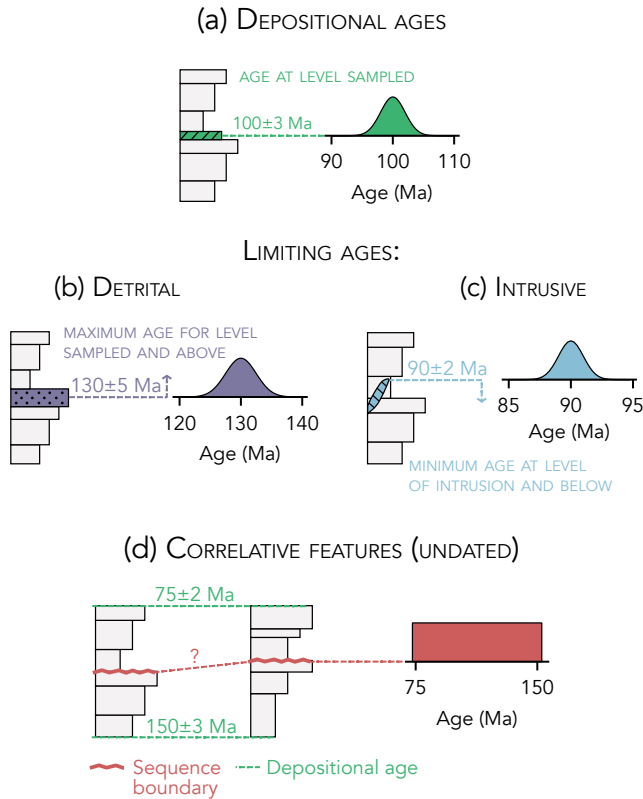 (a) DEPOSITIONAL AGES
AGE AT LEVEL SAMPLED
100±3 Ma
90 100 110
Age (Ma)
LIMITING AGES:
(b) DETRITAL
MAXIMUM AGE FOR LEVEL
SAMPLED AND ABOVE
130±5 Ma
120 130 140
Age (Ma)
(c) INTRUSIVE
90±2 Ma
85 90 95
Age (Ma)
MINIMUM AGE AT LEVEL
OF INTRUSION AND BELOW
(d) CORRELATIVE FEATURES (UNDATED)
75±2 Ma
?
150±3 Ma
75 150
Age (Ma)
Sequence
boundary
Depositional age